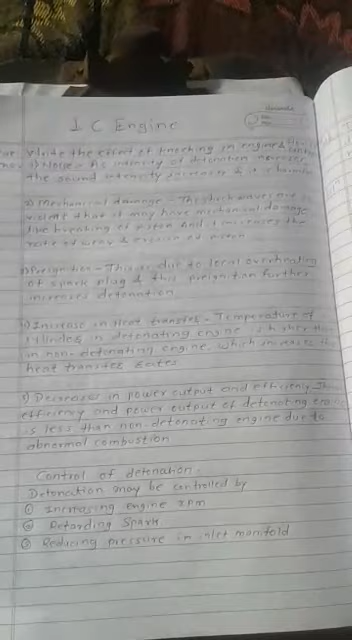 I C Engine
Write the effect of knocking in engine &
1) Noise - As intensity of detonation increases
the sound intensity increases & is harmful
2) Mechanical damage - The shock waves are so
violent that it may have mechanical damage
like breaking of piston And increases the
rate of wear & erosion of piston
3) Preignition - This is due to local overheating
of spark plug & this preignition further
increases detonation
4) Increase in Heat transfer - Temperature of
cylinder in detonating engine is higher than
in non-detonating engine, which increases the
heat transfer rates
5) Decreases in power output and efficiency
efficiency and power output of detonating engine
is less than non-detonating engine due to
abnormal combustion
Control of detonation.
Detonation may be controlled by
① Increasing engine rpm
② Retarding Spark
③ Reducing pressure in inlet manifold